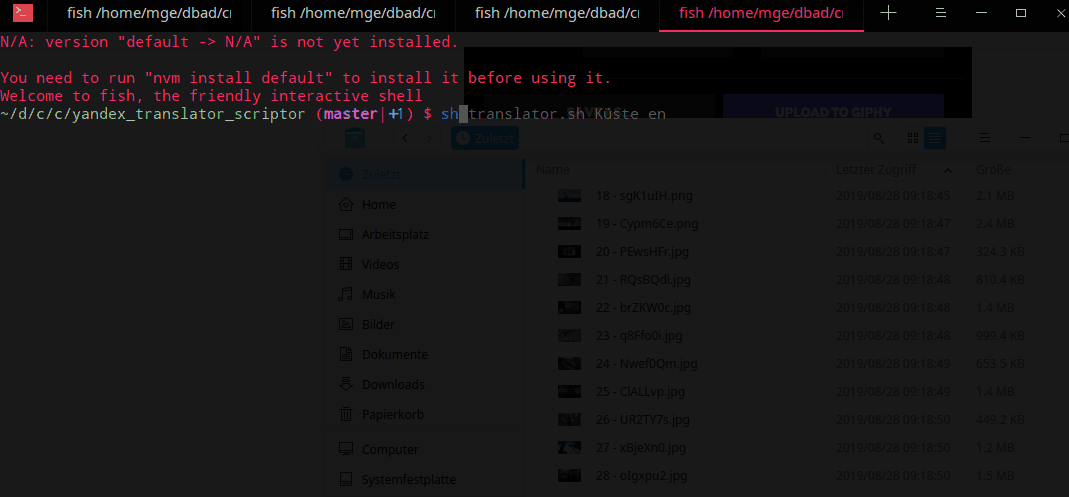 fish /home/mge/dbad/cr fish /home/mge/dbad/cr fish /home/mge/dbad/cr fish /home/mge/dbad/cr
N/A: version "default -> N/A" is not yet installed.
You need to run "nvm install default" to install it before using it.
Welcome to fish, the friendly interactive shell
~/d/c/c/yandex_translator_scriptor (master|✚1) $ sh translator.sh Küste en
UPLOAD TO GIPHY
Zuletzt
Zuletzt
Home
Arbeitsplatz
Videos
Musik
Bilder
Dokumente
Downloads
Papierkorb
Computer
Systemfestplatte
Name Letzter Zugriff Größe
18 - sgK1uIH.png 2019/08/28 09:18:45 2.1 MB
19 - Cypm6Ce.png 2019/08/28 09:18:47 2.4 MB
20 - PEwsHFr.jpg 2019/08/28 09:18:47 324.3 KB
21 - RQsBQdl.jpg 2019/08/28 09:18:48 810.4 KB
22 - brZKW0c.jpg 2019/08/28 09:18:48 1.4 MB
23 - q8Ffo0i.jpg 2019/08/28 09:18:48 999.4 KB
24 - Nwef0Qm.jpg 2019/08/28 09:18:49 653.5 KB
25 - ClALLvp.jpg 2019/08/28 09:18:49 1.4 MB
26 - UR2TY7s.jpg 2019/08/28 09:18:50 449.2 KB
27 - xBjeXn0.jpg 2019/08/28 09:18:50 1.2 MB
28 - oIgxpu2.jpg 2019/08/28 09:18:50 1.5 MB